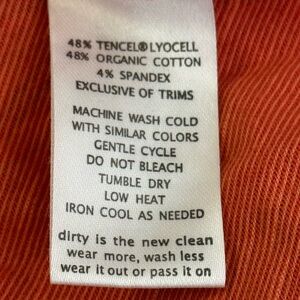 48% TENCEL®LYOCELL
48% ORGANIC COTTON
4% SPANDEX
EXCLUSIVE OF TRIMS
MACHINE WASH COLD
WITH SIMILAR COLORS
GENTLE CYCLE
DO NOT BLEACH
TUMBLE DRY
LOW HEAT
IRON COOL AS NEEDED
dirty is the new clean
wear more, wash less
wear it out or pass it on